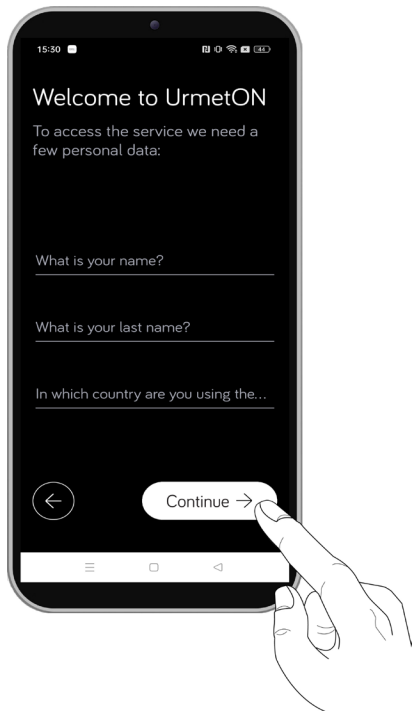 15:30
44
Welcome to UrmetON
To access the service we need a
few personal data:
What is your name?
What is your last name?
In which country are you using the...
Continue →